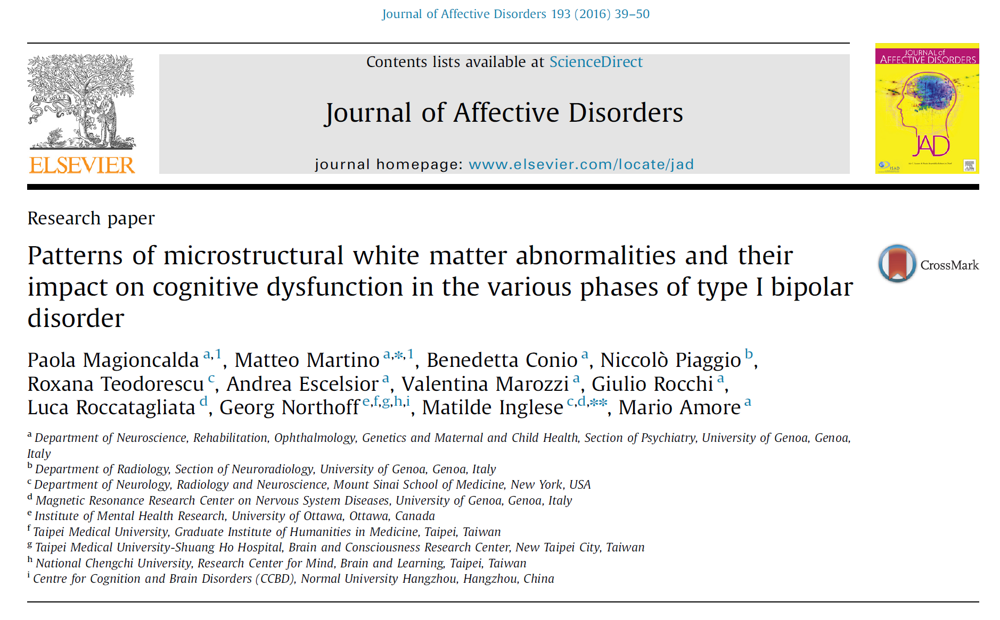 Journal of Affective Disorders 193 (2016) 39–50
NON SOLUS
ELSEVIER
Contents lists available at ScienceDirect
Journal of Affective Disorders
journal homepage: www.elsevier.com/locate/jad
JOURNAL of
AFFECTIVE DISORDERS
JAD
ISAD
Research paper
Patterns of microstructural white matter abnormalities and their
impact on cognitive dysfunction in the various phases of type I bipolar
disorder
CrossMark
Paola Magioncalda a,1, Matteo Martino a,*,1, Benedetta Conio a, Niccolò Piaggio b,
Roxana Teodorescu c, Andrea Escelsior a, Valentina Marozzi a, Giulio Rocchi a,
Luca Roccatagliata d, Georg Northoff e,f,g,h,i, Matilde Inglese c,d,**, Mario Amore a
a Department of Neuroscience, Rehabilitation, Ophthalmology, Genetics and Maternal and Child Health, Section of Psychiatry, University of Genoa, Genoa,
Italy
b Department of Radiology, Section of Neuroradiology, University of Genoa, Genoa, Italy
c Department of Neurology, Radiology and Neuroscience, Mount Sinai School of Medicine, New York, USA
d Magnetic Resonance Research Center on Nervous System Diseases, University of Genoa, Genoa, Italy
e Institute of Mental Health Research, University of Ottawa, Ottawa, Canada
f Taipei Medical University, Graduate Institute of Humanities in Medicine, Taipei, Taiwan
g Taipei Medical University-Shuang Ho Hospital, Brain and Consciousness Research Center, New Taipei City, Taiwan
h National Chengchi University, Research Center for Mind, Brain and Learning, Taipei, Taiwan
i Centre for Cognition and Brain Disorders (CCBD), Normal University Hangzhou, Hangzhou, China